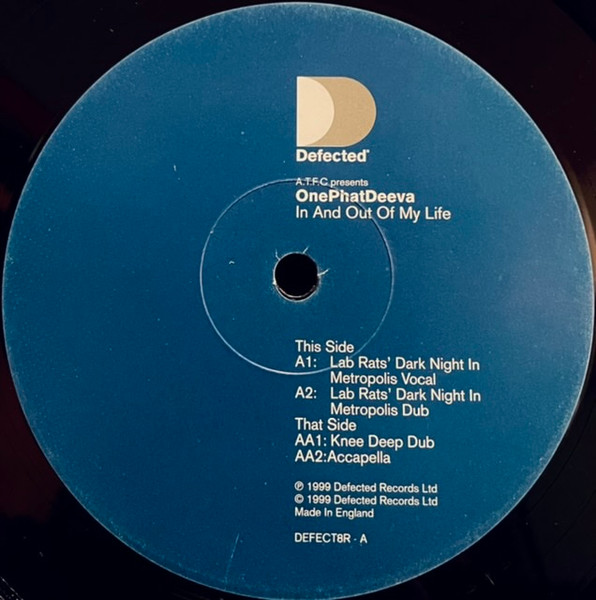 Defected
A.T.F.C. presents
OnePhatDeeva
In And Out Of My Life
This Side
A1: Lab Rats' Dark Night In
Metropolis Vocal
A2: Lab Rats' Dark Night In
Metropolis Dub
That Side
AA1: Knee Deep Dub
AA2: Accapella
℗ 1999 Defected Records Ltd
© 1999 Defected Records Ltd
Made In England
DEFECT8R - A